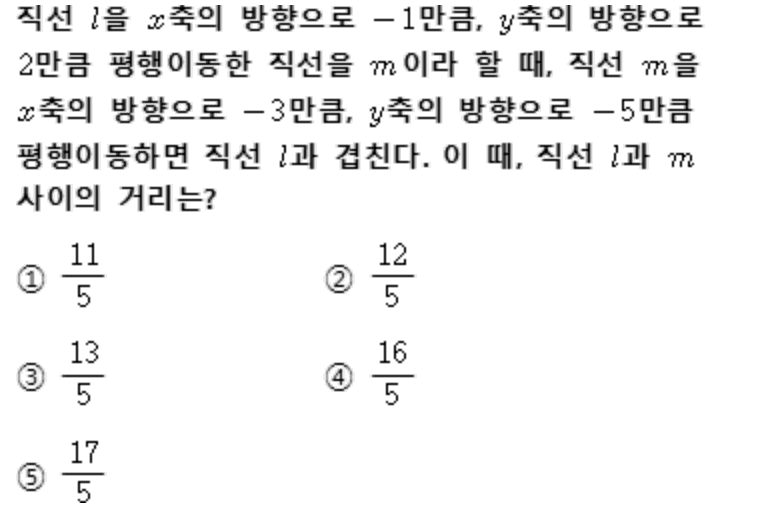 직선 l을 x축의 방향으로 −1만큼, y축의 방향으로
2만큼 평행이동한 직선을 m이라 할 때, 직선 m을
x축의 방향으로 −3만큼, y축의 방향으로 −5만큼
평행이동하면 직선 l과 겹친다. 이 때, 직선 l과 m
사이의 거리는?
① 11/5 ② 12/5
③ 13/5 ④ 16/5
⑤ 17/5